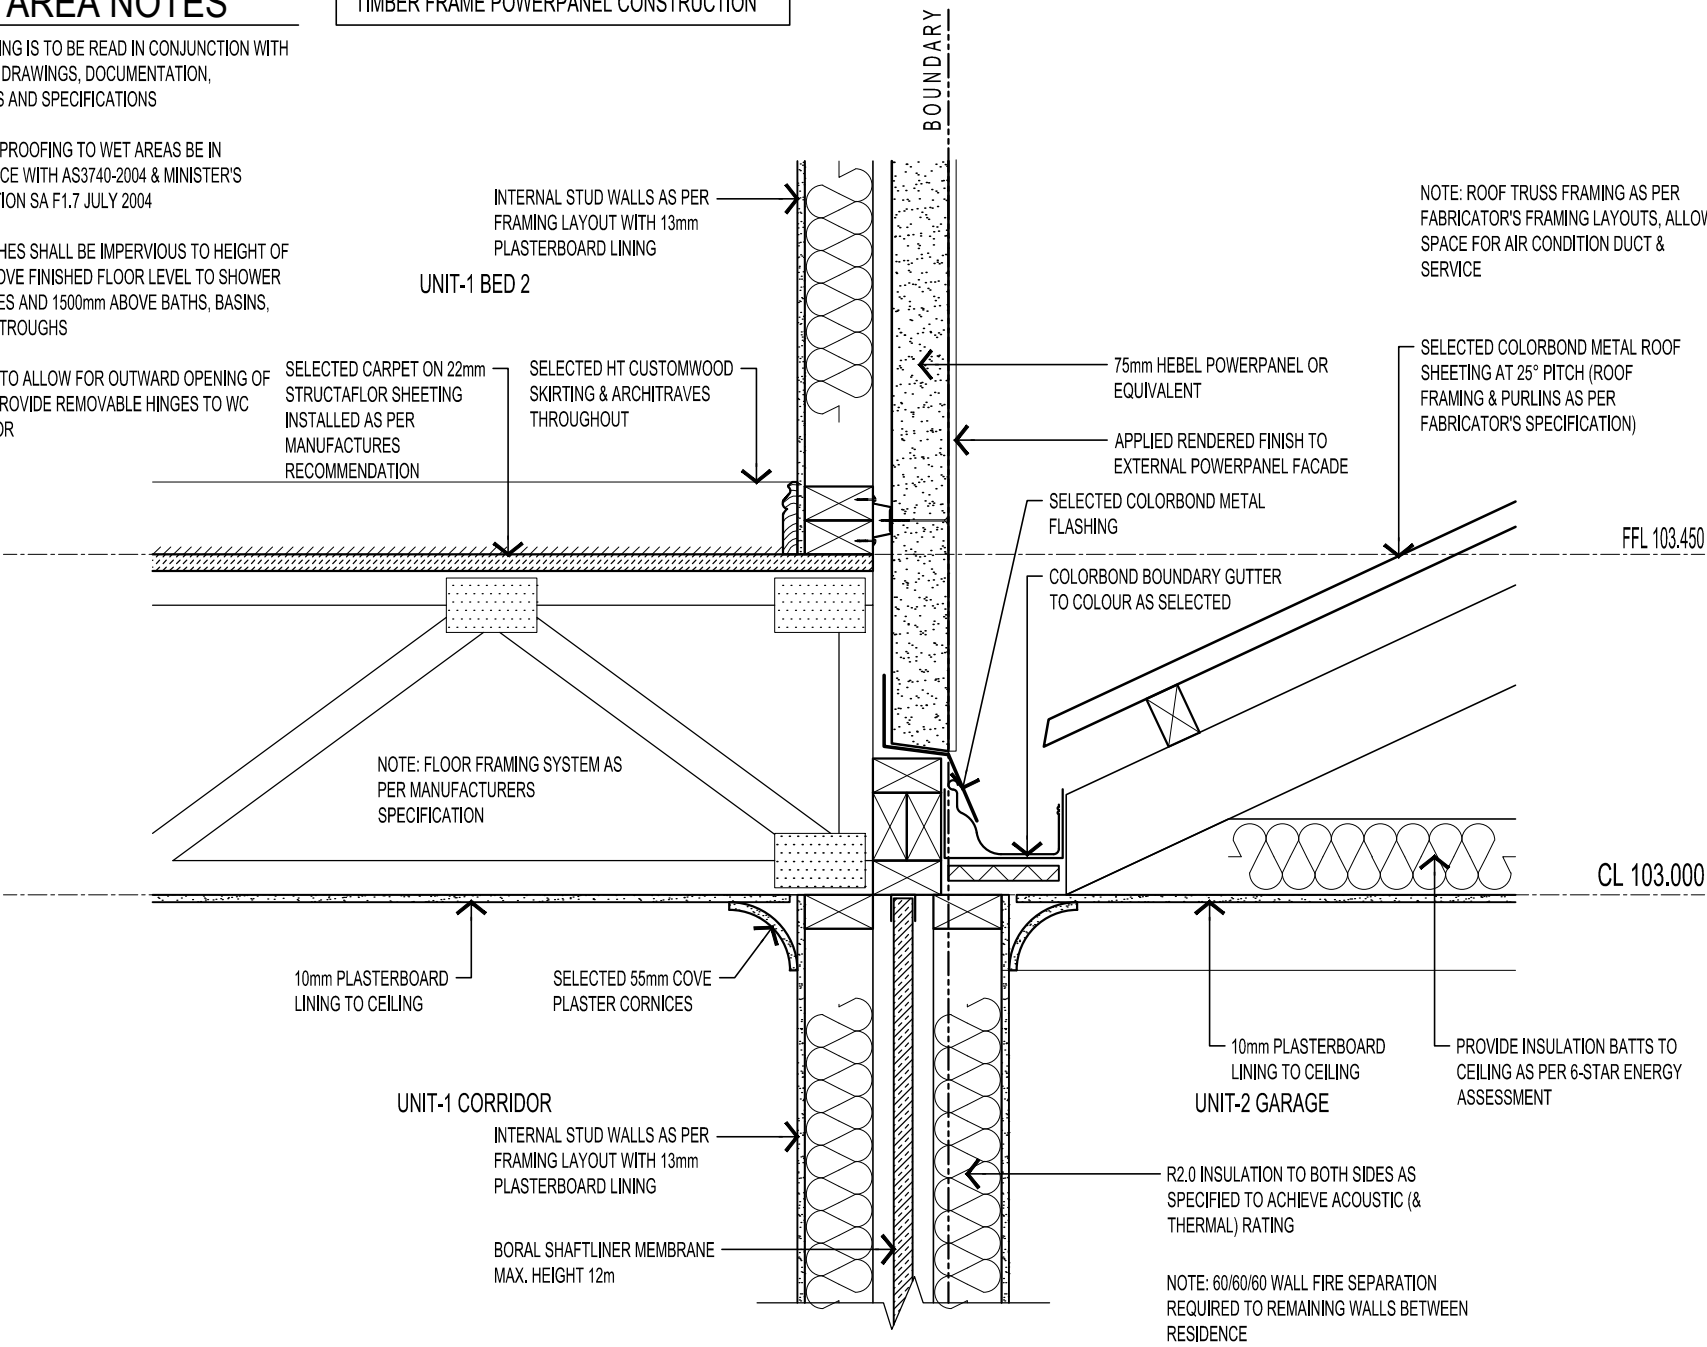 AREA NOTES
TIMBER FRAME POWERPANEL CONSTRUCTION
BOUNDARY
IS TO BE READ IN CONJUNCTION WITH
DRAWINGS, DOCUMENTATION,
AND SPECIFICATIONS
PROOFING TO WET AREAS BE IN
WITH AS3740-2004 & MINISTER'S
SA F1.7 JULY 2004
SHALL BE IMPERVIOUS TO HEIGHT OF
FINISHED FLOOR LEVEL TO SHOWER
AND 1500mm ABOVE BATHS, BASINS,
TROUGHS
TO ALLOW FOR OUTWARD OPENING OF
REMOVABLE HINGES TO WC
INTERNAL STUD WALLS AS PER
FRAMING LAYOUT WITH 13mm
PLASTERBOARD LINING
UNIT-1 BED 2
NOTE: ROOF TRUSS FRAMING AS PER
FABRICATOR'S FRAMING LAYOUTS, ALLOW
SPACE FOR AIR CONDITION DUCT &
SERVICE
SELECTED CARPET ON 22mm
STRUCTAFLOR SHEETING
INSTALLED AS PER
MANUFACTURES
RECOMMENDATION
SELECTED HT CUSTOMWOOD
SKIRTING & ARCHITRAVES
THROUGHOUT
75mm HEBEL POWERPANEL OR
EQUIVALENT
SELECTED COLORBOND METAL ROOF
SHEETING AT 25° PITCH (ROOF
FRAMING & PURLINS AS PER
FABRICATOR'S SPECIFICATION)
APPLIED RENDERED FINISH TO
EXTERNAL POWERPANEL FACADE
SELECTED COLORBOND METAL
FLASHING
FFL 103.450
COLORBOND BOUNDARY GUTTER
TO COLOUR AS SELECTED
NOTE: FLOOR FRAMING SYSTEM AS
PER MANUFACTURERS
SPECIFICATION
CL 103.000
10mm PLASTERBOARD
LINING TO CEILING
SELECTED 55mm COVE
PLASTER CORNICES
10mm PLASTERBOARD
LINING TO CEILING
PROVIDE INSULATION BATTS TO
CEILING AS PER 6-STAR ENERGY
ASSESSMENT
UNIT-1 CORRIDOR
UNIT-2 GARAGE
INTERNAL STUD WALLS AS PER
FRAMING LAYOUT WITH 13mm
PLASTERBOARD LINING
R2.0 INSULATION TO BOTH SIDES AS
SPECIFIED TO ACHIEVE ACOUSTIC (&
THERMAL) RATING
BORAL SHAFTLINER MEMBRANE
MAX. HEIGHT 12m
NOTE: 60/60/60 WALL FIRE SEPARATION
REQUIRED TO REMAINING WALLS BETWEEN
RESIDENCE